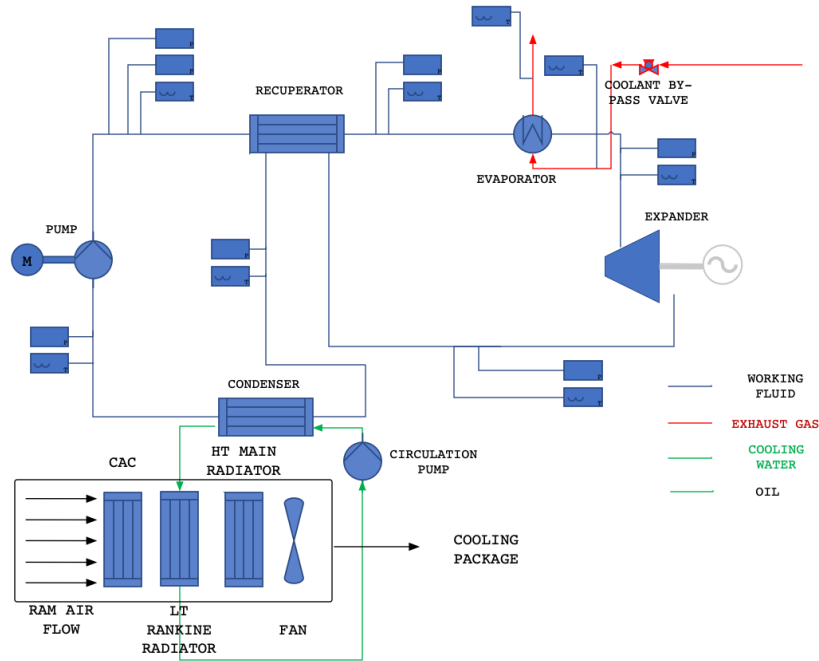 RECUPERATOR
COOLANT BY-
PASS VALVE
EVAPORATOR
EXPANDER
PUMP
M
P
P
T
P
T
T
T
P
T
P
T
P
T
P
T
CONDENSER
HT MAIN
RADIATOR
CIRCULATION
PUMP
CAC
COOLING
PACKAGE
RAM AIR
FLOW
LT
RANKINE
RADIATOR
FAN
WORKING
FLUID
EXHAUST GAS
COOLING
WATER
OIL